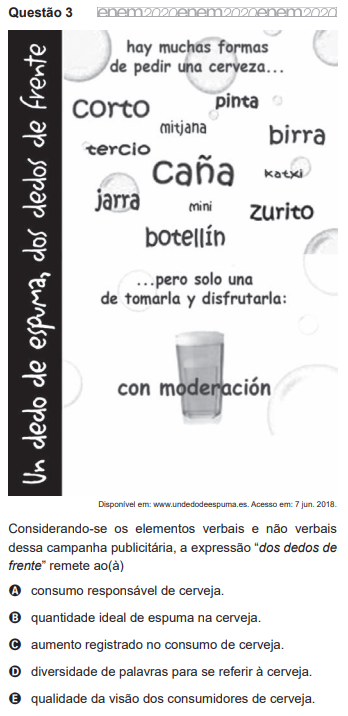 Questão 3
enem2020enem2020enem2020
Un dedo de espuma, dos dedos de frente
hay muchas formas
de pedir una cerveza...
corto
pinta
mitjana
birra
tercio
caña
katxi
jarra
mini
zurito
botellín
...pero solo una
de tomarla y disfrutarla:
con moderación
Disponível em: www.undedodeespuma.es. Acesso em: 7 jun. 2018.
Considerando-se os elementos verbais e não verbais
dessa campanha publicitária, a expressão “dos dedos de
frente” remete ao(à)
A consumo responsável de cerveja.
B quantidade ideal de espuma na cerveja.
C aumento registrado no consumo de cerveja.
D diversidade de palavras para se referir à cerveja.
E qualidade da visão dos consumidores de cerveja.